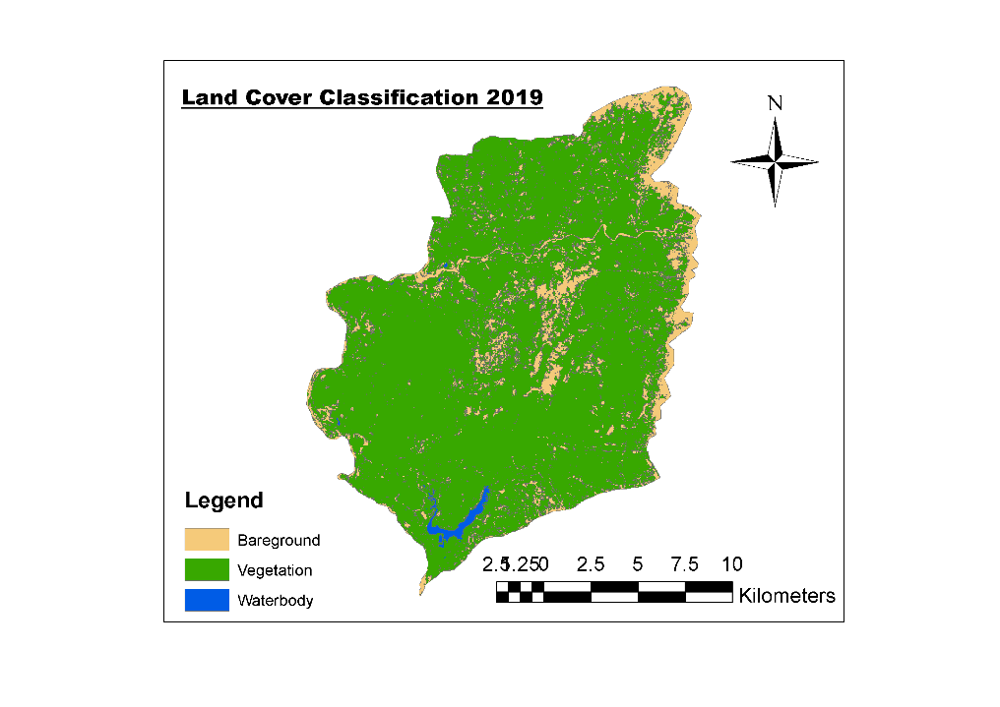 Land Cover Classification 2019
N
Legend
Bareground
Vegetation
Waterbody
2.5 1.25 0 2.5 5 7.5 10
Kilometers